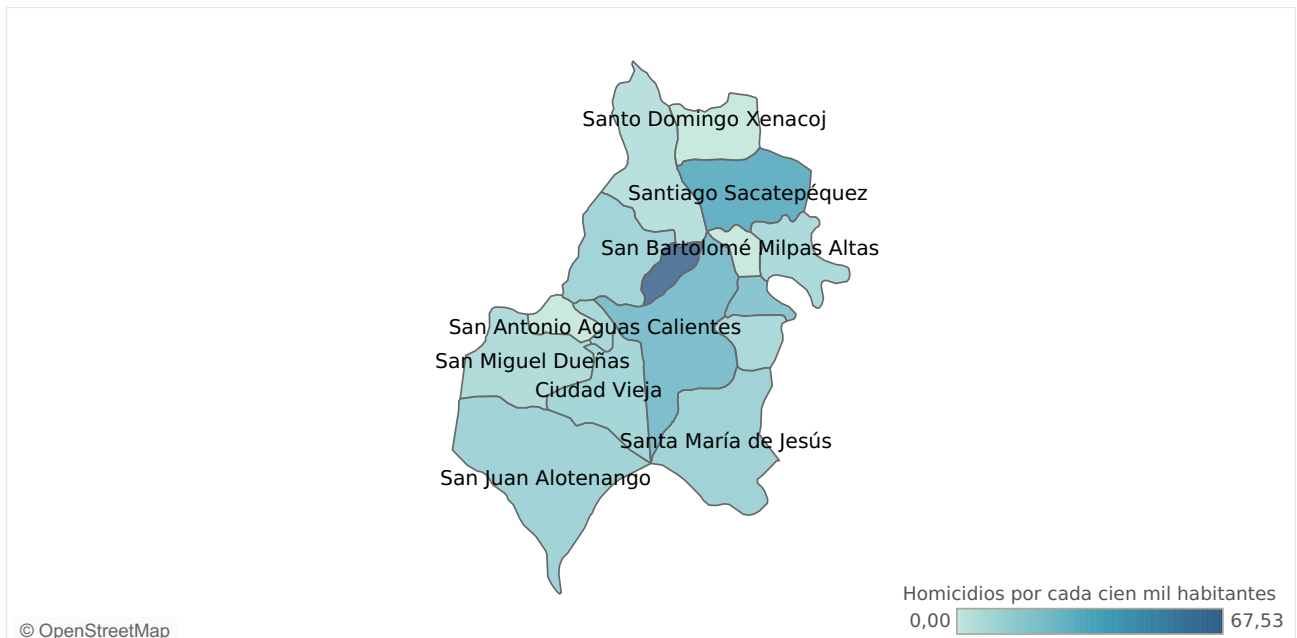 Santo Domingo Xenacoj
Santiago Sacatepéquez
San Bartolomé Milpas Altas
San Antonio Aguas Calientes
San Miguel Dueñas
Ciudad Vieja
Santa María de Jesús
San Juan Alotenango
Homicidios por cada cien mil habitantes
0,00 67,53
© OpenStreetMap